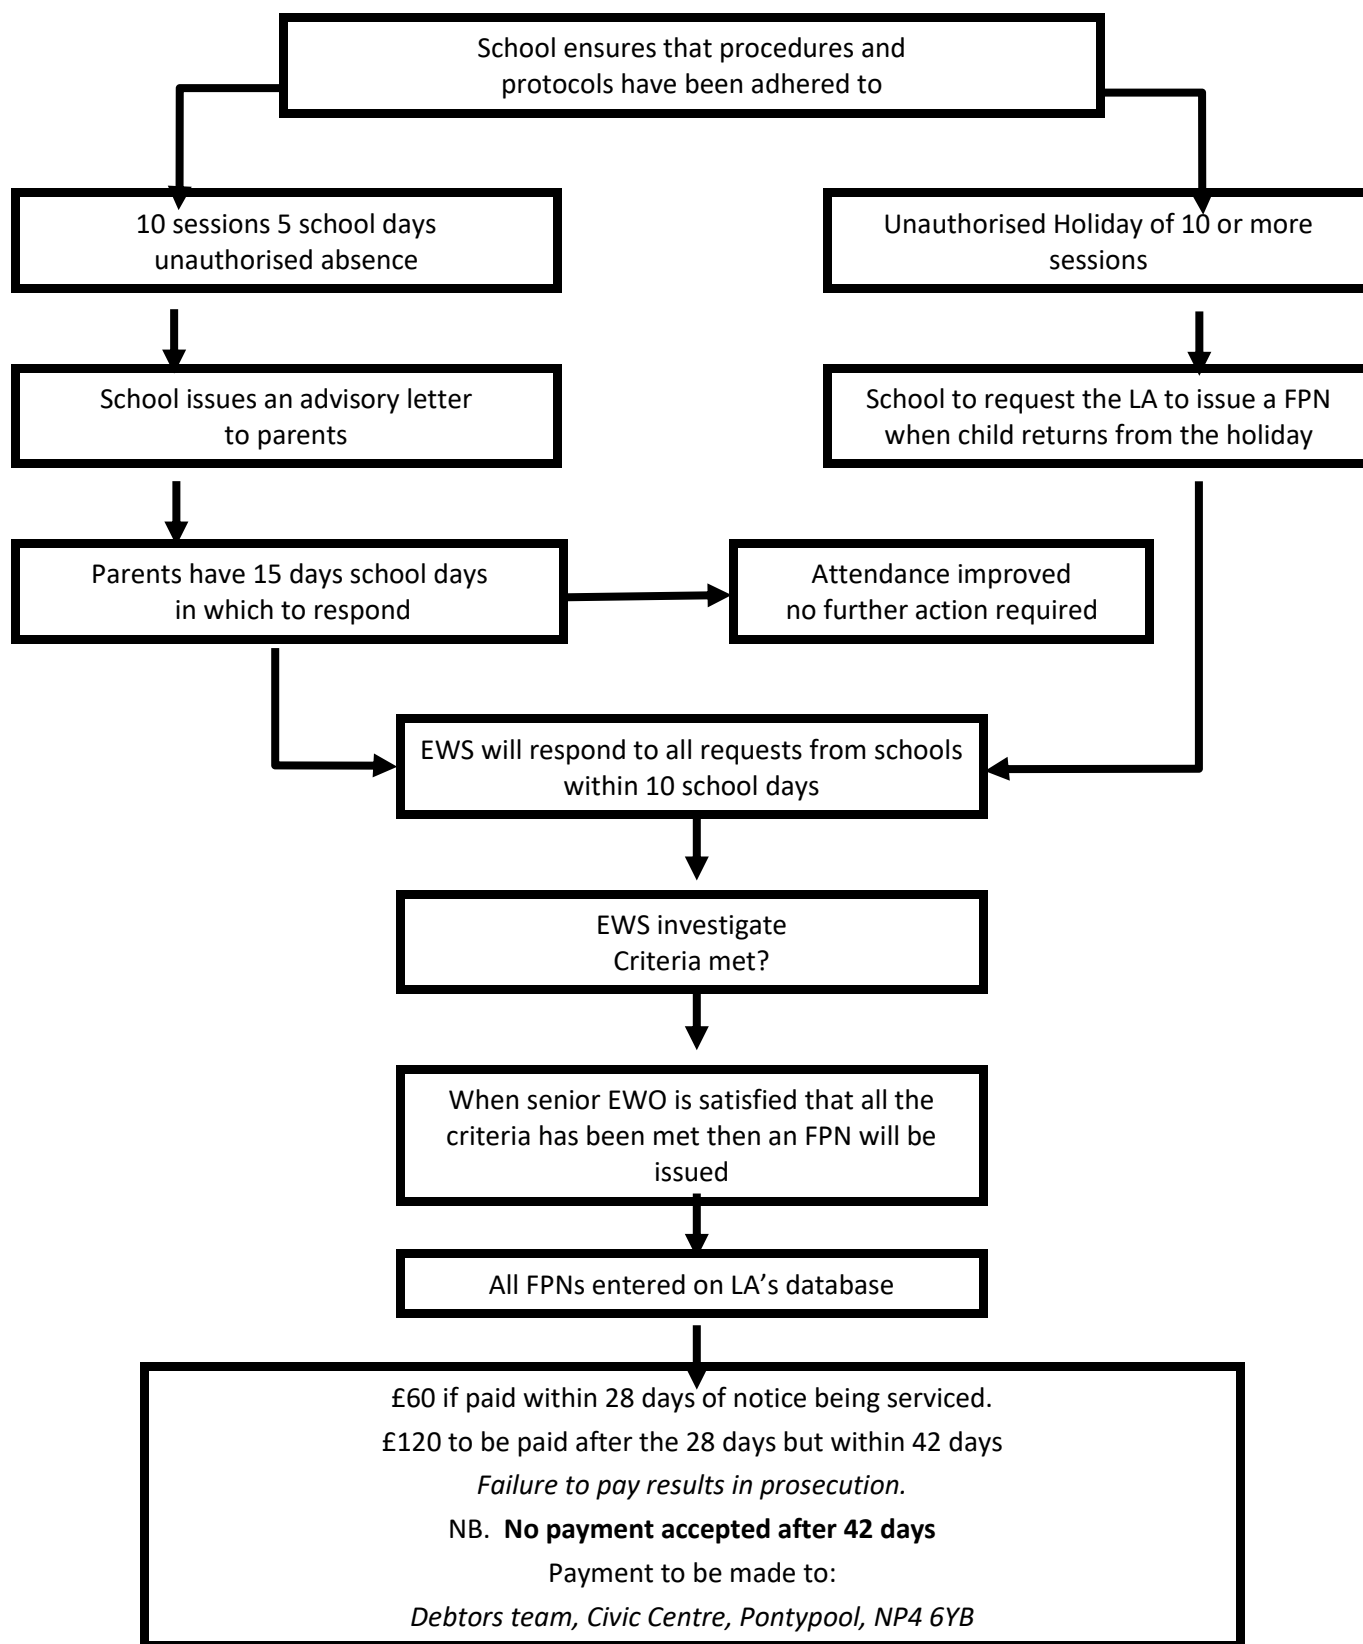 School ensures that procedures and
protocols have been adhered to
10 sessions 5 school days
unauthorised absence
Unauthorised Holiday of 10 or more
sessions
School issues an advisory letter
to parents
School to request the LA to issue a FPN
when child returns from the holiday
Parents have 15 days school days
in which to respond
Attendance improved
no further action required
EWS will respond to all requests from schools
within 10 school days
EWS investigate
Criteria met?
When senior EWO is satisfied that all the
criteria has been met then an FPN will be
issued
All FPNs entered on LA’s database
£60 if paid within 28 days of notice being serviced.
£120 to be paid after the 28 days but within 42 days
Failure to pay results in prosecution.
NB. No payment accepted after 42 days
Payment to be made to:
Debtors team, Civic Centre, Pontypool, NP4 6YB